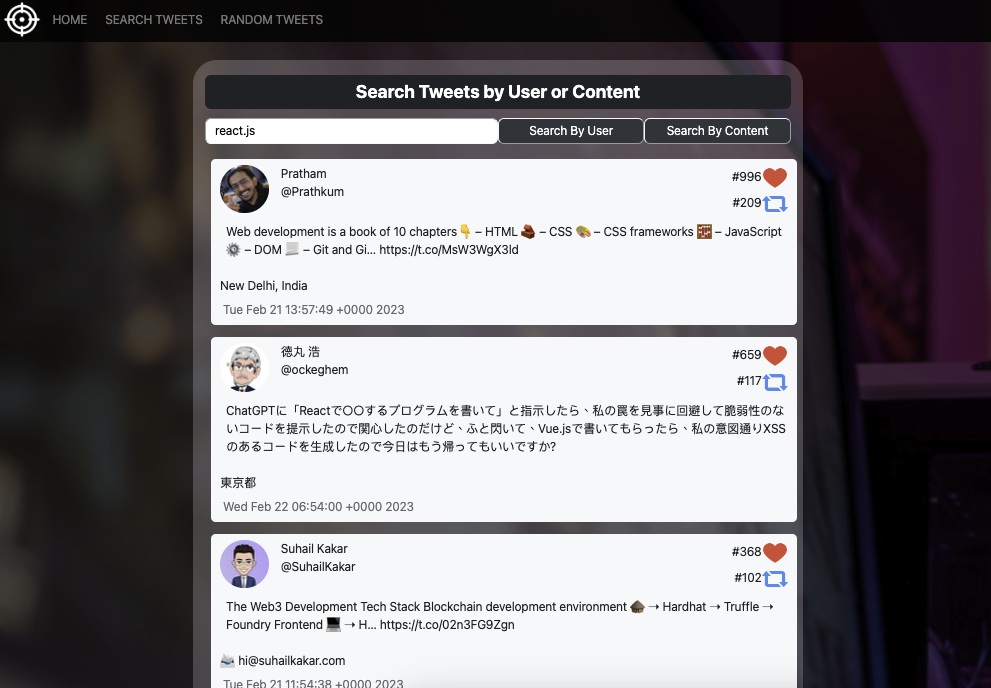 HOME SEARCH TWEETS RANDOM TWEETS
Search Tweets by User or Content
react.js Search By User Search By Content
Pratham
@Prathkum
#996
#209
Web development is a book of 10 chapters👇 – HTML 🧱 – CSS 🎨 – CSS frameworks 🧱 – JavaScript
⚙️ – DOM 📃 – Git and Gi… https://t.co/MsW3WgX3ld
New Delhi, India
Tue Feb 21 13:57:49 +0000 2023
徳丸 浩
@ockeghem
#659
#117
ChatGPTに「Reactで〇〇するプログラムを書いて」と指示したら、私の罠を見事に回避して脆弱性のな
いコードを提示したので関心したのだけど、ふと閃いて、Vue.jsで書いてもらったら、私の意図通りXSS
のあるコードを生成したので今日はもう帰ってもいいですか?
東京都
Wed Feb 22 06:54:00 +0000 2023
Suhail Kakar
@SuhailKakar
#368
#102
The Web3 Development Tech Stack Blockchain development environment 🛖 → Hardhat → Truffle →
Foundry Frontend 💻 → H… https://t.co/02n3FG9Zgn
📨 hi@suhailkakar.com
Tue Feb 21 11:54:38 +0000 2023